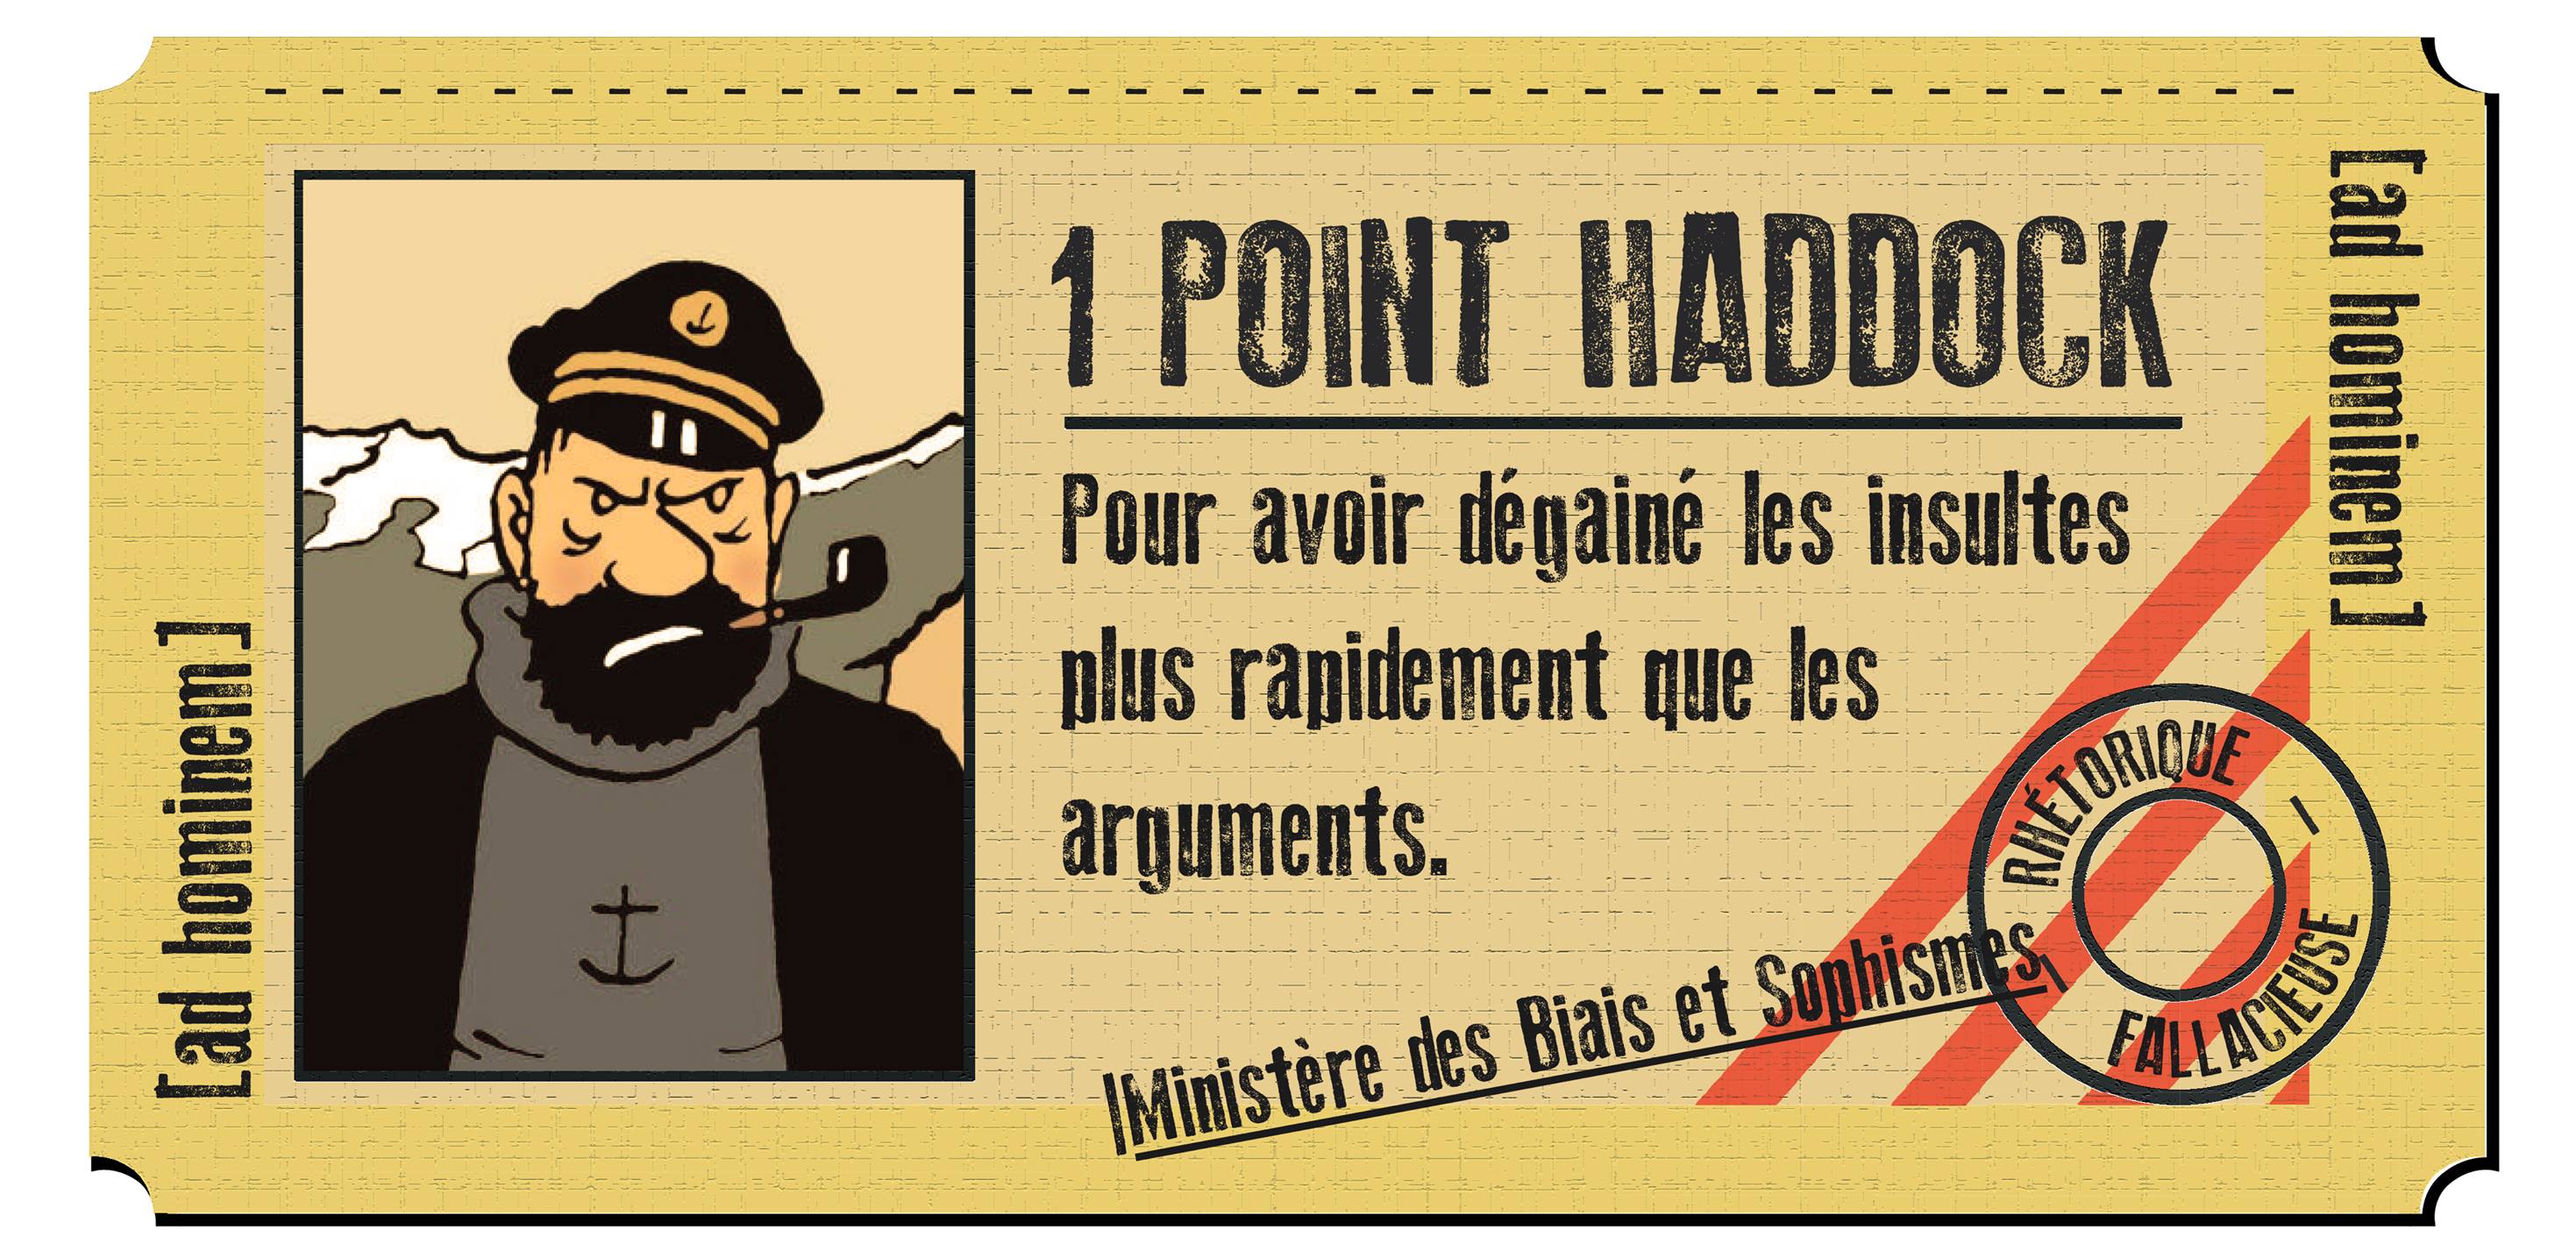 [ad hominem]
1 POINT HADDOCK
Pour avoir dégainé les insultes
plus rapidement que les
arguments.
|Ministère des Biais et Sophismes
RHÉTORIQUE
FALLACIEUSE
[ad hominem]